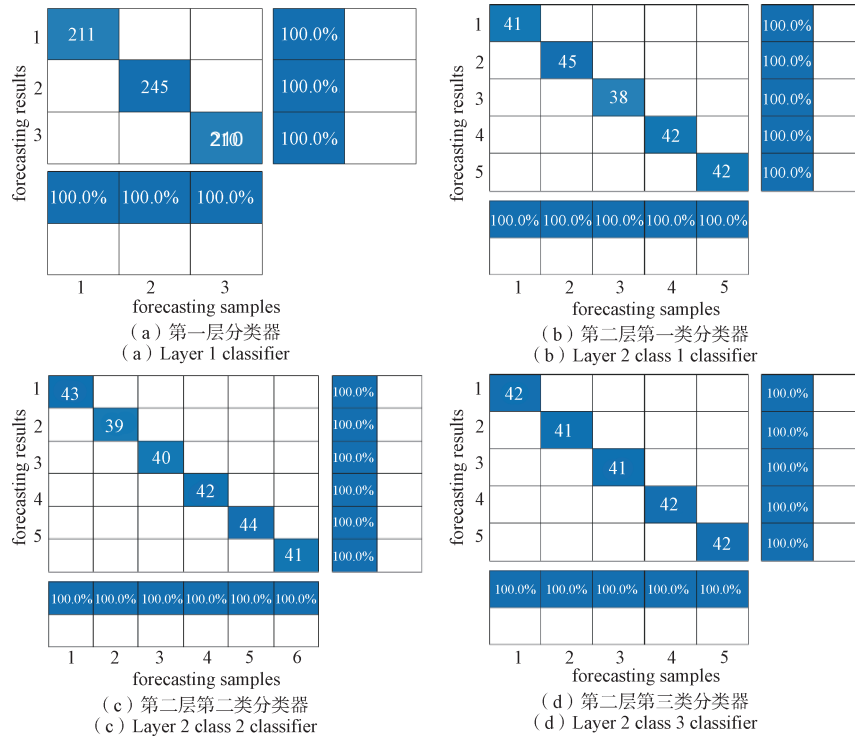 forecasting results
1 211 100.0%
2 245 100.0%
3 100.0%
100.0% 100.0% 100.0%
1 2 3
forecasting samples
（a）第一层分类器
（a）Layer 1 classifier
forecasting results
1 41 100.0%
2 45 100.0%
3 38 100.0%
4 42 100.0%
5 42 100.0%
100.0% 100.0% 100.0% 100.0% 100.0%
1 2 3 4 5
forecasting samples
（b）第二层第一类分类器
（b）Layer 2 class 1 classifier
forecasting results
1 43 100.0%
2 39 100.0%
3 40 100.0%
4 42 100.0%
5 44 100.0%
41 100.0%
100.0% 100.0% 100.0% 100.0% 100.0% 100.0%
1 2 3 4 5 6
forecasting samples
（c）第二层第二类分类器
（c）Layer 2 class 2 classifier
forecasting results
1 42 100.0%
2 41 100.0%
3 41 100.0%
4 42 100.0%
5 42 100.0%
100.0% 100.0% 100.0% 100.0% 100.0%
1 2 3 4 5
forecasting samples
（d）第二层第三类分类器
（d）Layer 2 class 3 classifier